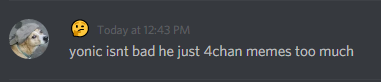 🤔 Today at 12:43 PM
yonic isnt bad he just 4chan memes too much